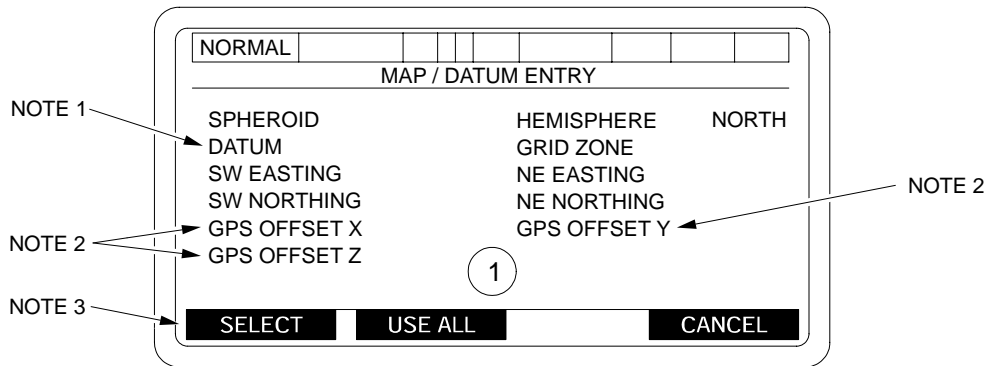 NORMAL
MAP / DATUM ENTRY
NOTE 1
SPHEROID HEMISPHERE NORTH
DATUM GRID ZONE
SW EASTING NE EASTING
SW NORTHING NE NORTHING
NOTE 2
GPS OFFSET X GPS OFFSET Y
NOTE 2
GPS OFFSET Z
1
NOTE 3
SELECT USE ALL CANCEL